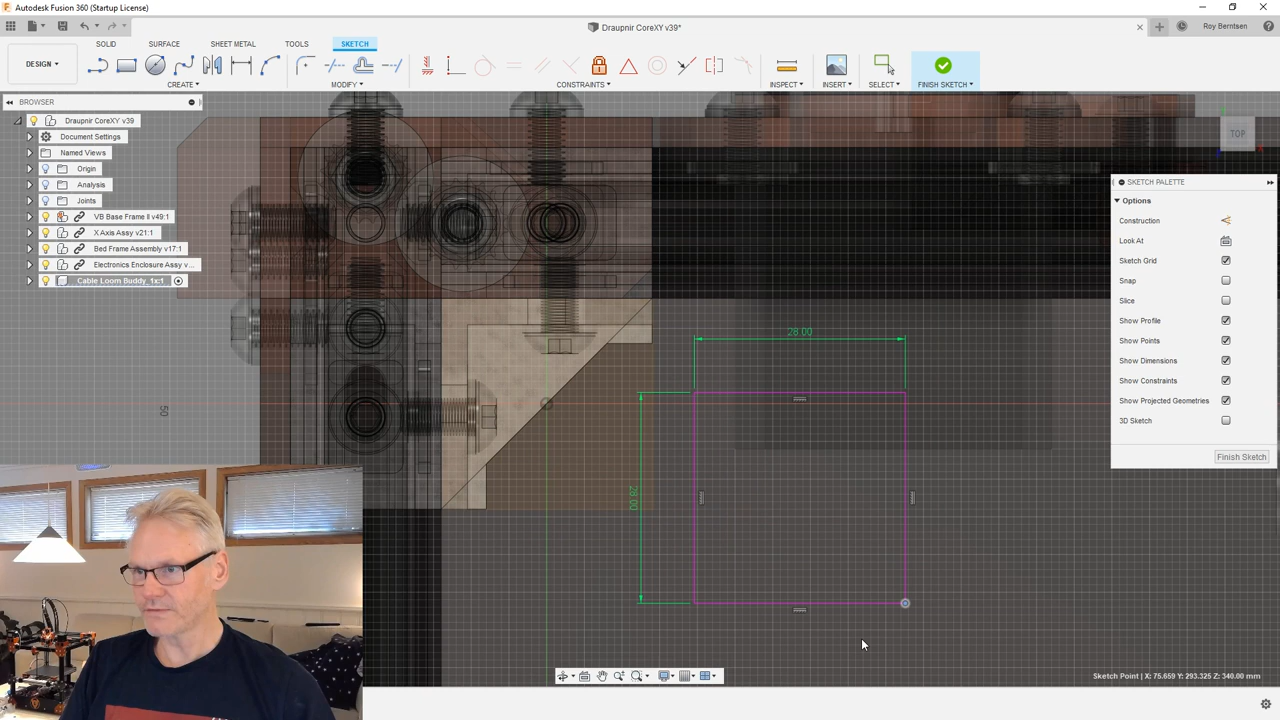 Autodesk Fusion 360 (Startup License)
Draupnir CoreXY v39*
Roy Berntsen
DESIGN
SOLID SURFACE SHEET METAL TOOLS SKETCH
CREATE MODIFY CONSTRAINTS INSPECT INSERT SELECT FINISH SKETCH
BROWSER
Draupnir CoreXY v39
Document Settings
Named Views
Origin
Analysis
Joints
VB Base Frame II v49:1
X Axis Assy v21:1
Bed Frame Assembly v17:1
Electronics Enclosure Assy v...
Cable Loom Buddy_1x:1
TOP
SKETCH PALETTE
Options
Construction
Look At
Sketch Grid
Snap
Slice
Show Profile
Show Points
Show Dimensions
Show Constraints
Show Projected Geometries
3D Sketch
Finish Sketch
28.00
28.00
50
Sketch Point | X: 75.659 Y: 293.325 Z: 340.00 mm